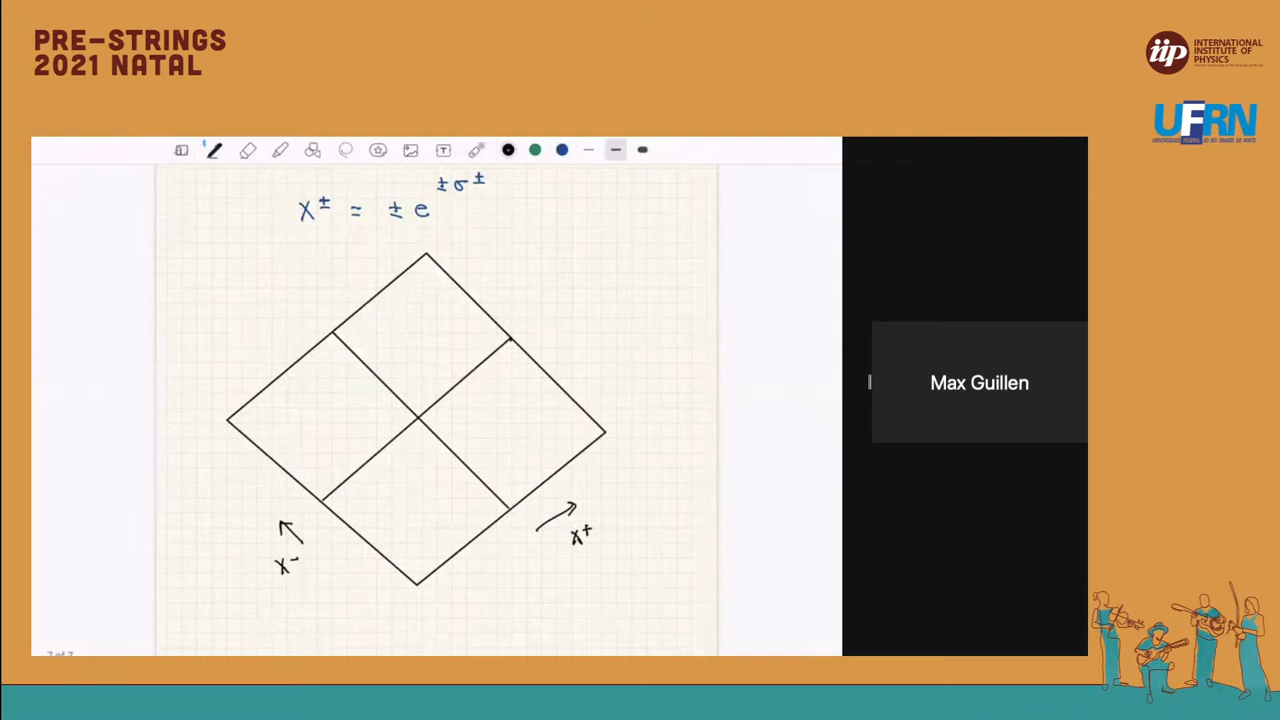 PRE-STRINGS
2021 NATAL
iip
INTERNATIONAL
INSTITUTE OF
PHYSICS
UFRN
x± = ± e^±σ±
Max Guillen
x⁻
x⁺